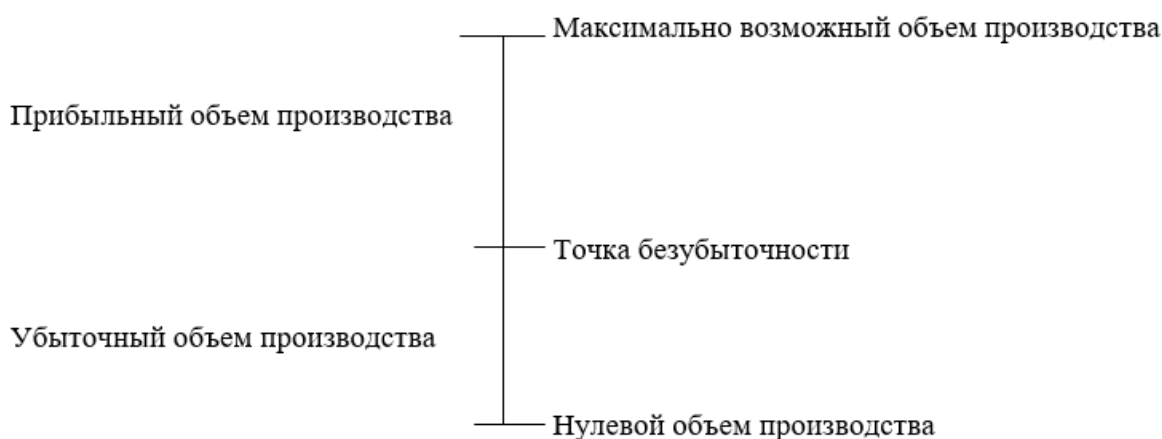 Максимально возможный объем производства
Прибыльный объем производства
Точка безубыточности
Убыточный объем производства
Нулевой объем производства